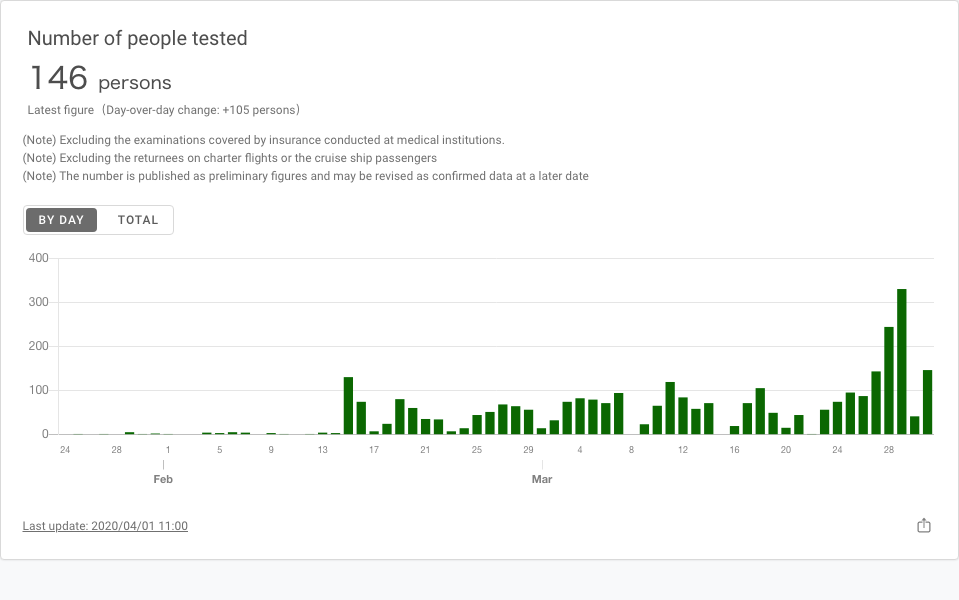 Number of people tested
146 persons
Latest figure (Day-over-day change: +105 persons)
(Note) Excluding the examinations covered by insurance conducted at medical institutions.
(Note) Excluding the returnees on charter flights or the cruise ship passengers
(Note) The number is published as preliminary figures and may be revised as confirmed data at a later date
BY DAY TOTAL
400
300
200
100
0
24 28 1 5 9 13 17 21 25 29 4 8 12 16 20 24 28
Feb Mar
Last update: 2020/04/01 11:00